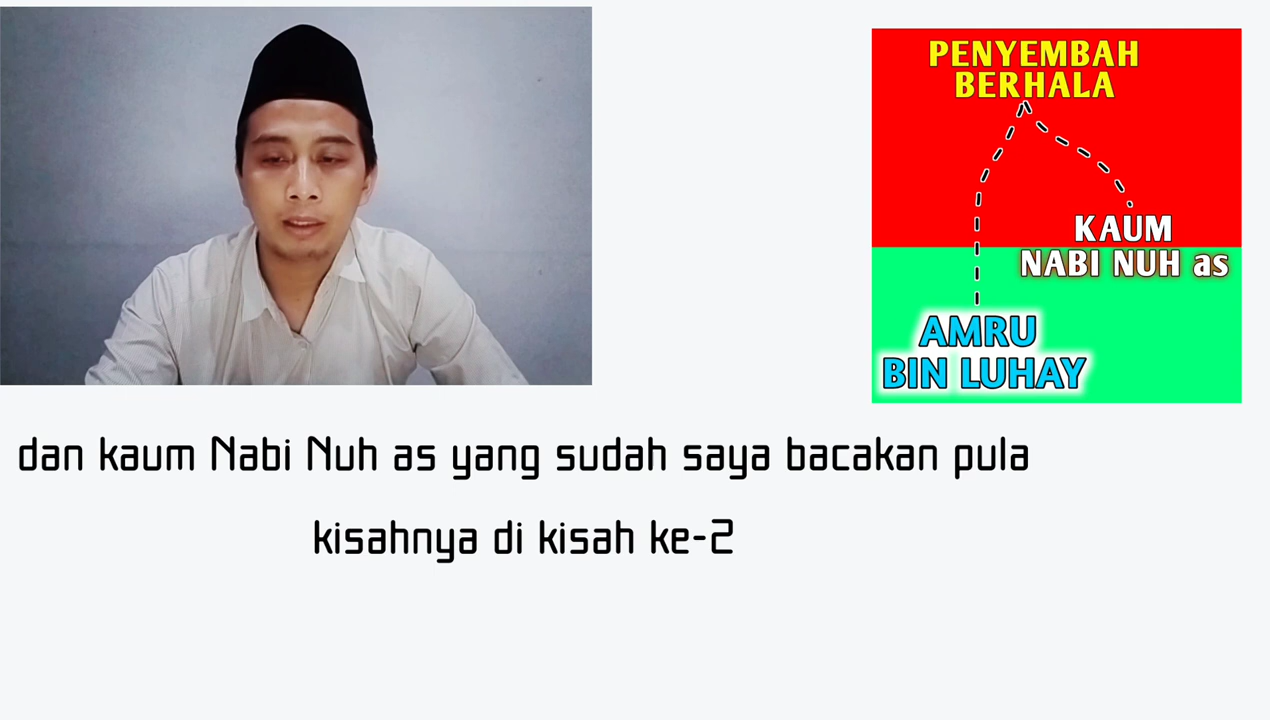 PENYEMBAH
BERHALA
KAUM
NABI NUH as
AMRU
BIN LUHAY
dan kaum Nabi Nuh as yang sudah saya bacakan pula
kisahnya di kisah ke-2